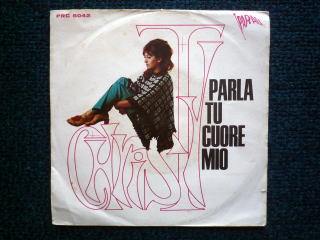 PRC 5042
PARLA
TU
CUORE
MIO
Christy